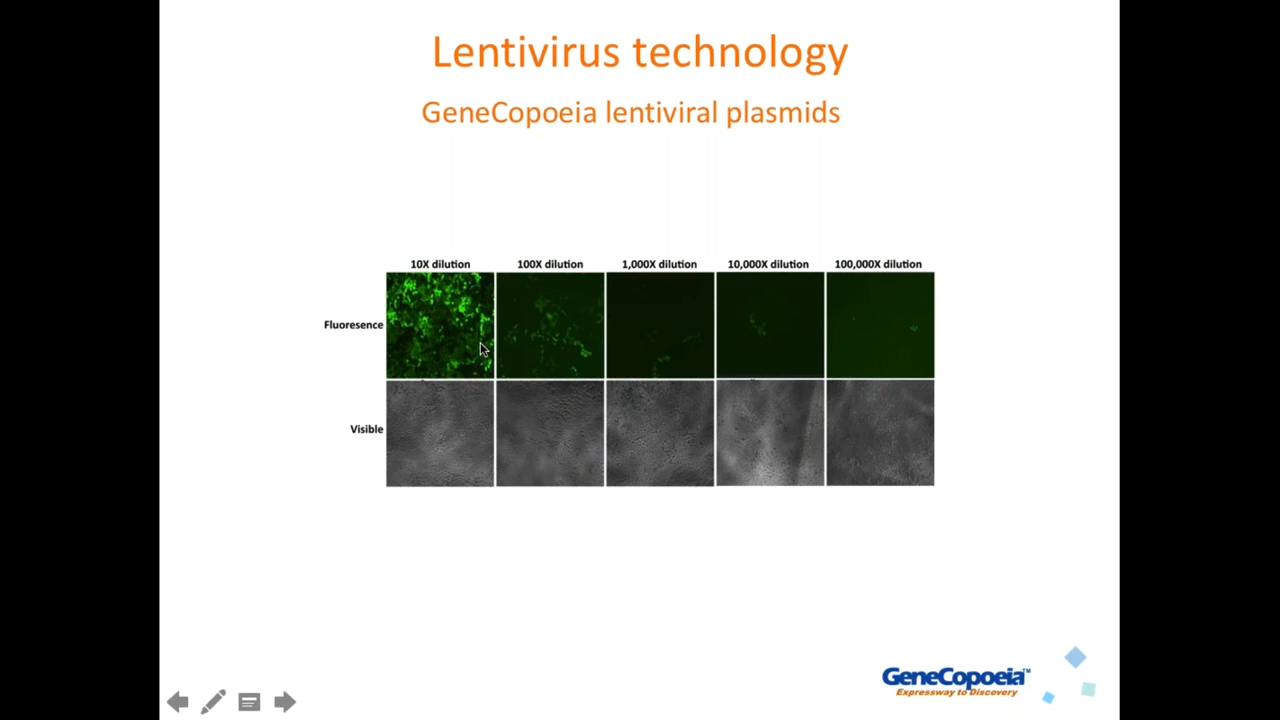 Lentivirus technology
GeneCopoeia lentiviral plasmids
10X dilution 100X dilution 1,000X dilution 10,000X dilution 100,000X dilution
Fluoresence
Visible
GeneCopoeia™
Expressway to Discovery